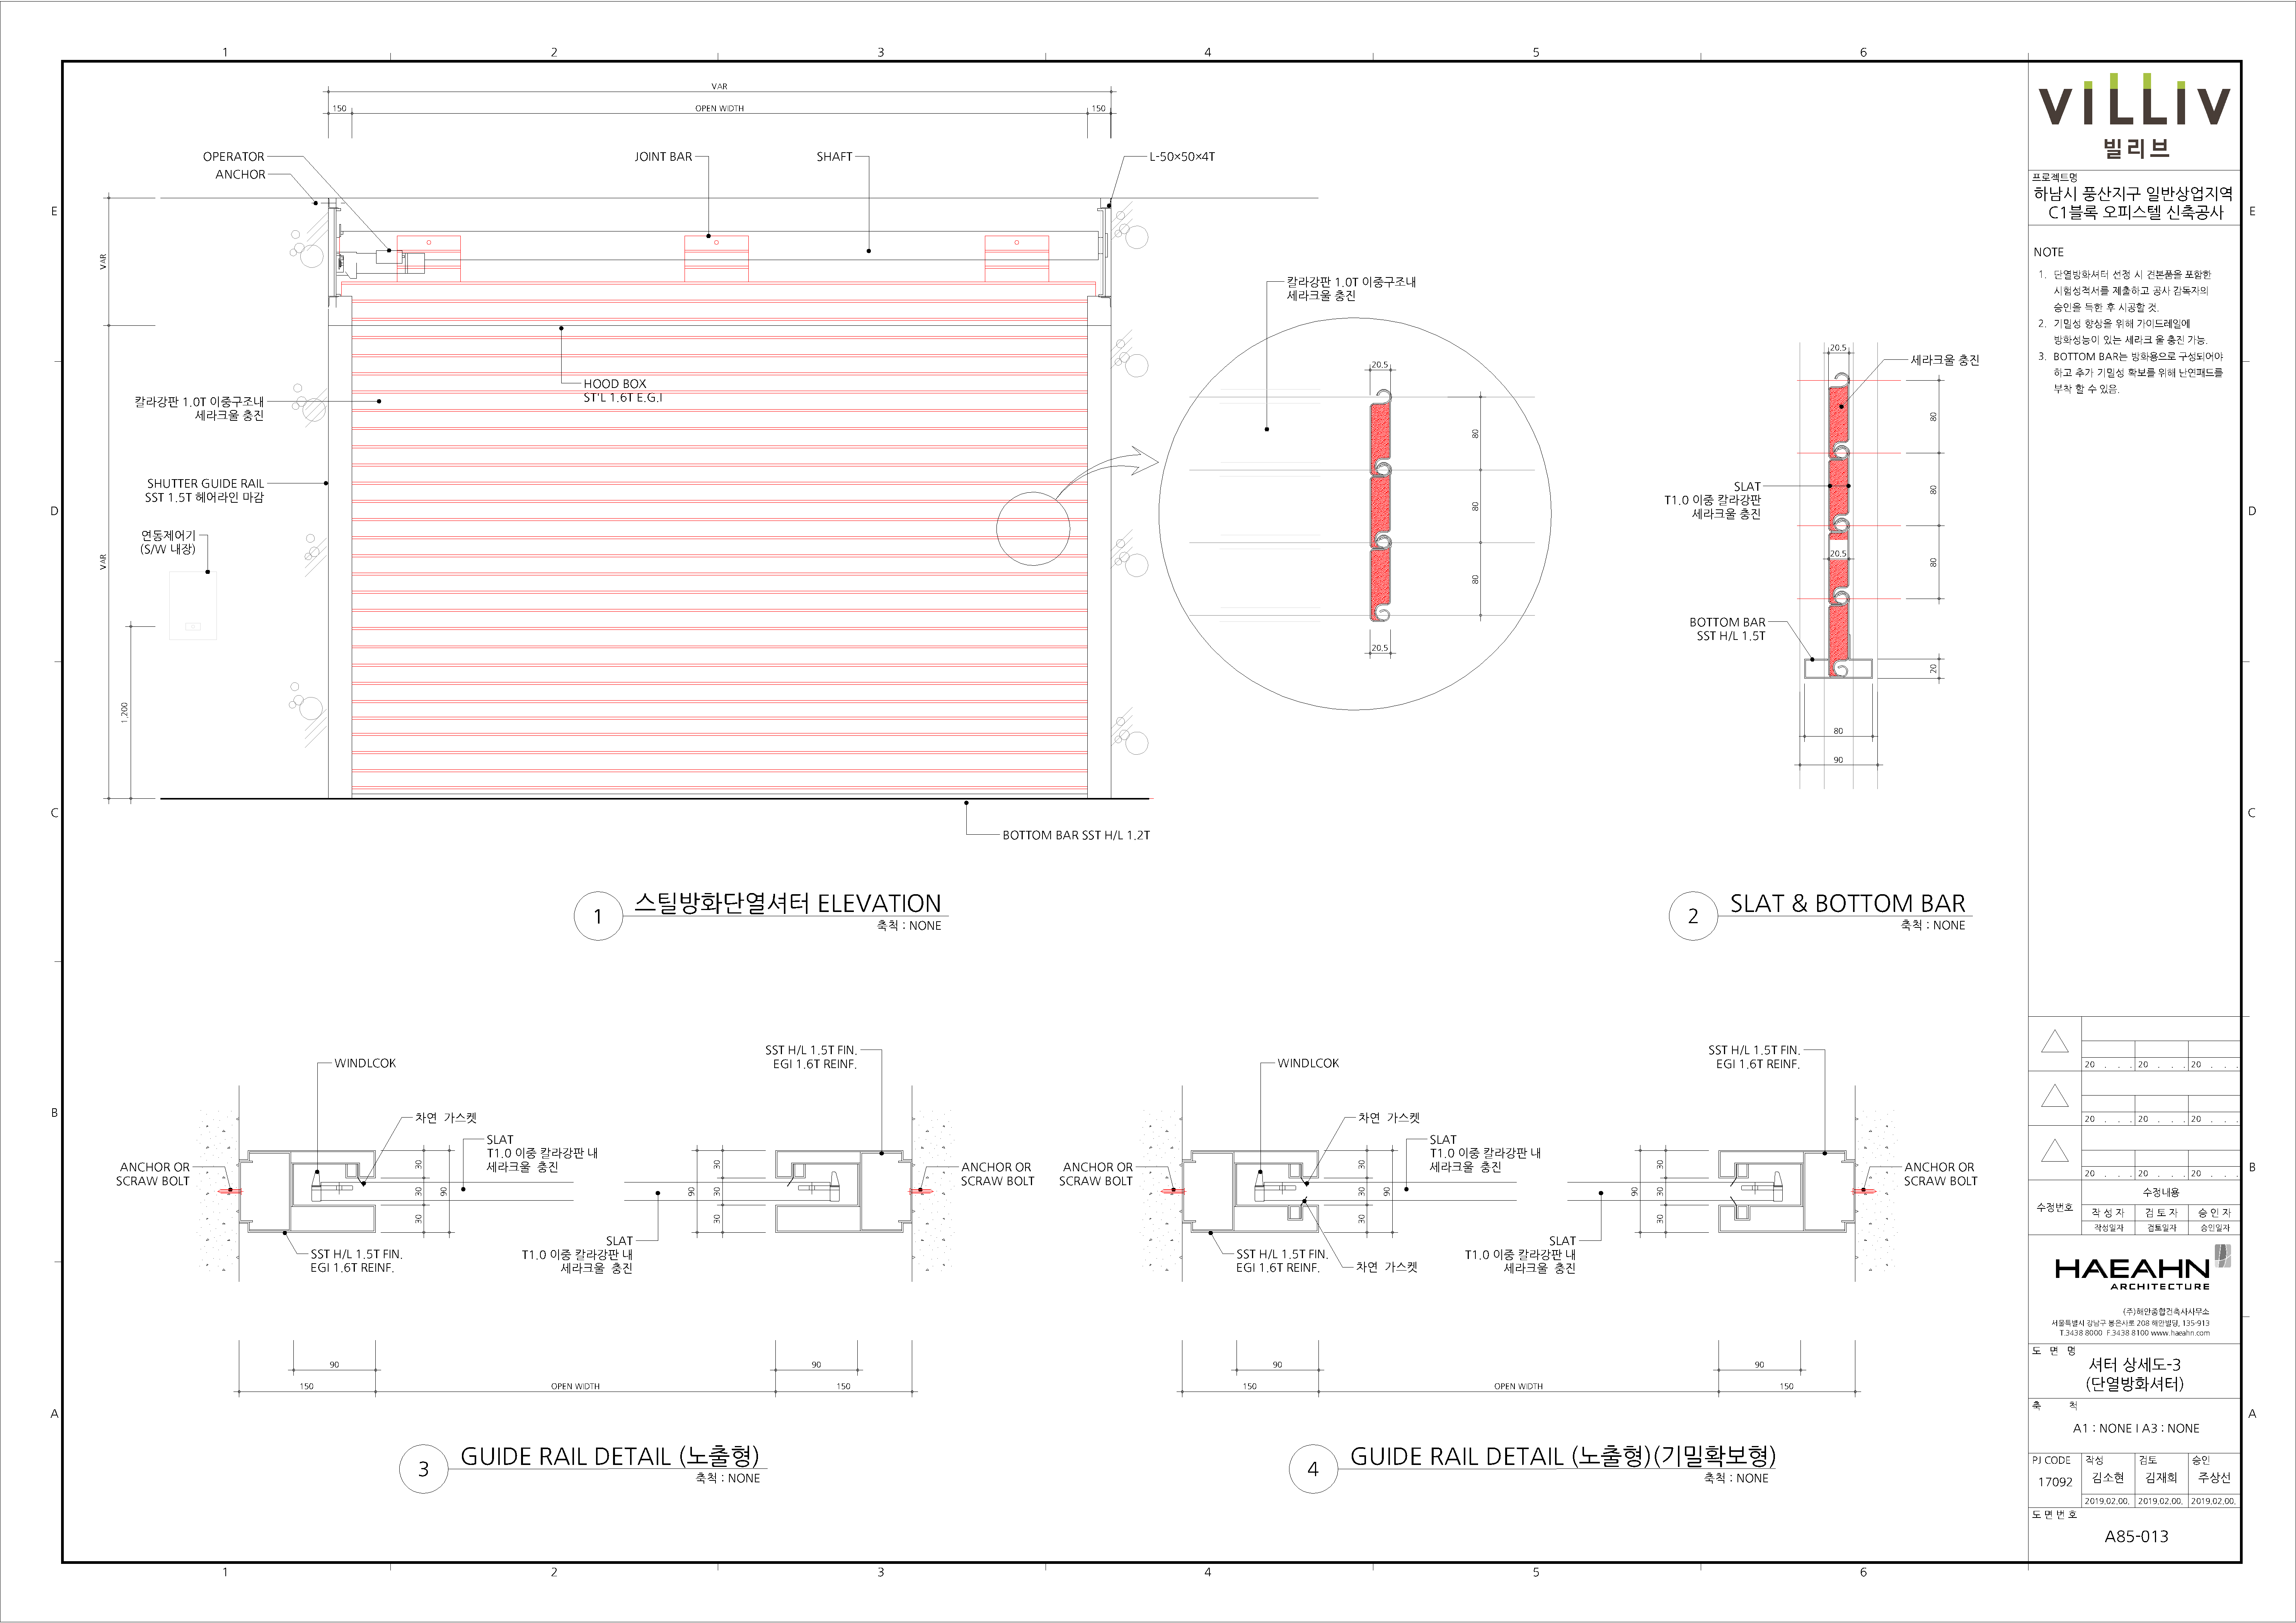 1 2 3 4 5 6
VAR
150 OPEN WIDTH 150
OPERATOR
ANCHOR
JOINT BAR
SHAFT
L-50×50×4T
E
VAR
HOOD BOX
ST'L 1.6T E.G.I
칼라강판 1.0T 이중구조내
세라크울 충진
SHUTTER GUIDE RAIL
SST 1.5T 헤어라인 마감
D
연동제어기
(S/W 내장)
VAR
1,200
C
BOTTOM BAR SST H/L 1.2T
칼라강판 1.0T 이중구조내
세라크울 충진
20.5
80
80
80
20.5
1
스틸방화단열셔터 ELEVATION
축척 : NONE
20.5
세라크울 충진
80
80
80
SLAT
T1.0 이중 칼라강판
세라크울 충진
20.5
BOTTOM BAR
SST H/L 1.5T
20
80
90
2
SLAT & BOTTOM BAR
축척 : NONE
WINDLCOK
SST H/L 1.5T FIN.
EGI 1.6T REINF.
차연 가스켓
SLAT
T1.0 이중 칼라강판 내
세라크울 충진
B
ANCHOR OR
SCRAW BOLT
30
30
30
90
90
30
30
30
ANCHOR OR
SCRAW BOLT
SST H/L 1.5T FIN.
EGI 1.6T REINF.
SLAT
T1.0 이중 칼라강판 내
세라크울 충진
90 90
150 OPEN WIDTH 150
A
3
GUIDE RAIL DETAIL (노출형)
축척 : NONE
WINDLCOK
SST H/L 1.5T FIN.
EGI 1.6T REINF.
차연 가스켓
SLAT
T1.0 이중 칼라강판 내
세라크울 충진
ANCHOR OR
SCRAW BOLT
30
30
30
90
90
30
30
30
ANCHOR OR
SCRAW BOLT
SST H/L 1.5T FIN.
EGI 1.6T REINF.
차연 가스켓
SLAT
T1.0 이중 칼라강판 내
세라크울 충진
90 90
150 OPEN WIDTH 150
4
GUIDE RAIL DETAIL (노출형)(기밀확보형)
축척 : NONE
1 2 3 4 5 6
VILLIV
빌리브
프로젝트명
하남시 풍산지구 일반상업지역
C1블록 오피스텔 신축공사
E
NOTE
1. 단열방화셔터 선정 시 견본품을 포함한
시험성적서를 제출하고 공사 감독자의
승인을 득한 후 시공할 것.
2. 기밀성 향상을 위해 가이드레일에
방화성능이 있는 세라크 울 충진 가능.
3. BOTTOM BAR는 방화용으로 구성되어야
하고 추가 기밀성 확보를 위해 난연패드를
부착 할 수 있음.
D
C
20 . . . 20 . . . 20 . . .
20 . . . 20 . . . 20 . . .
B
20 . . . 20 . . . 20 . . .
수정번호
수정내용
작 성 자 검 토 자 승 인 자
작성일자 검토일자 승인일자
HAEAHN
ARCHITECTURE
(주)해안종합건축사사무소
서울특별시 강남구 봉은사로 208 해안빌딩, 135-913
T.3438 8000 F.3438 8100 www.haeahn.com
도 면 명
셔터 상세도-3
(단열방화셔터)
축 척
A
A1 : NONE I A3 : NONE
PJ CODE 작성 검토 승인
17092 김소현 김재희 주상선
2019.02.00. 2019.02.00. 2019.02.00.
도 면 번 호
A85-013